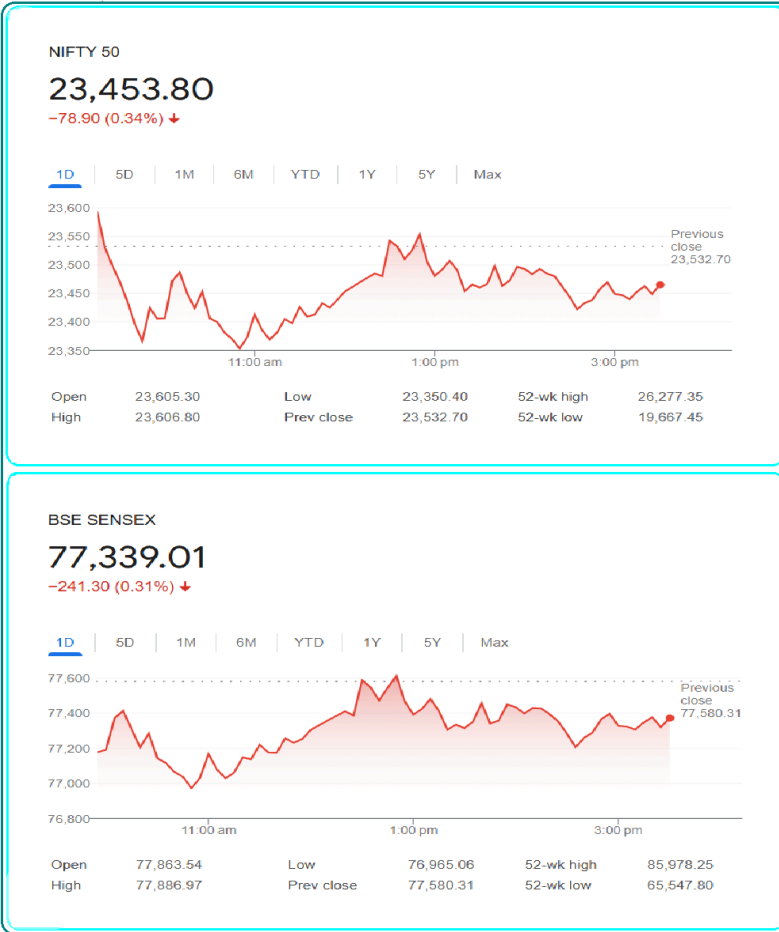 NIFTY 50
23,453.80
−78.90 (0.34%)
1D 5D 1M 6M YTD 1Y 5Y Max
23,600
23,550
23,500
23,450
23,400
23,350
Previous
close
23,532.70
11:00 am 1:00 pm 3:00 pm
Open 23,605.30 Low 23,350.40 52-wk high 26,277.35
High 23,606.80 Prev close 23,532.70 52-wk low 19,667.45
BSE SENSEX
77,339.01
−241.30 (0.31%)
1D 5D 1M 6M YTD 1Y 5Y Max
77,600
77,400
77,200
77,000
76,800
Previous
close
77,580.31
11:00 am 1:00 pm 3:00 pm
Open 77,863.54 Low 76,965.06 52-wk high 85,978.25
High 77,886.97 Prev close 77,580.31 52-wk low 65,547.80